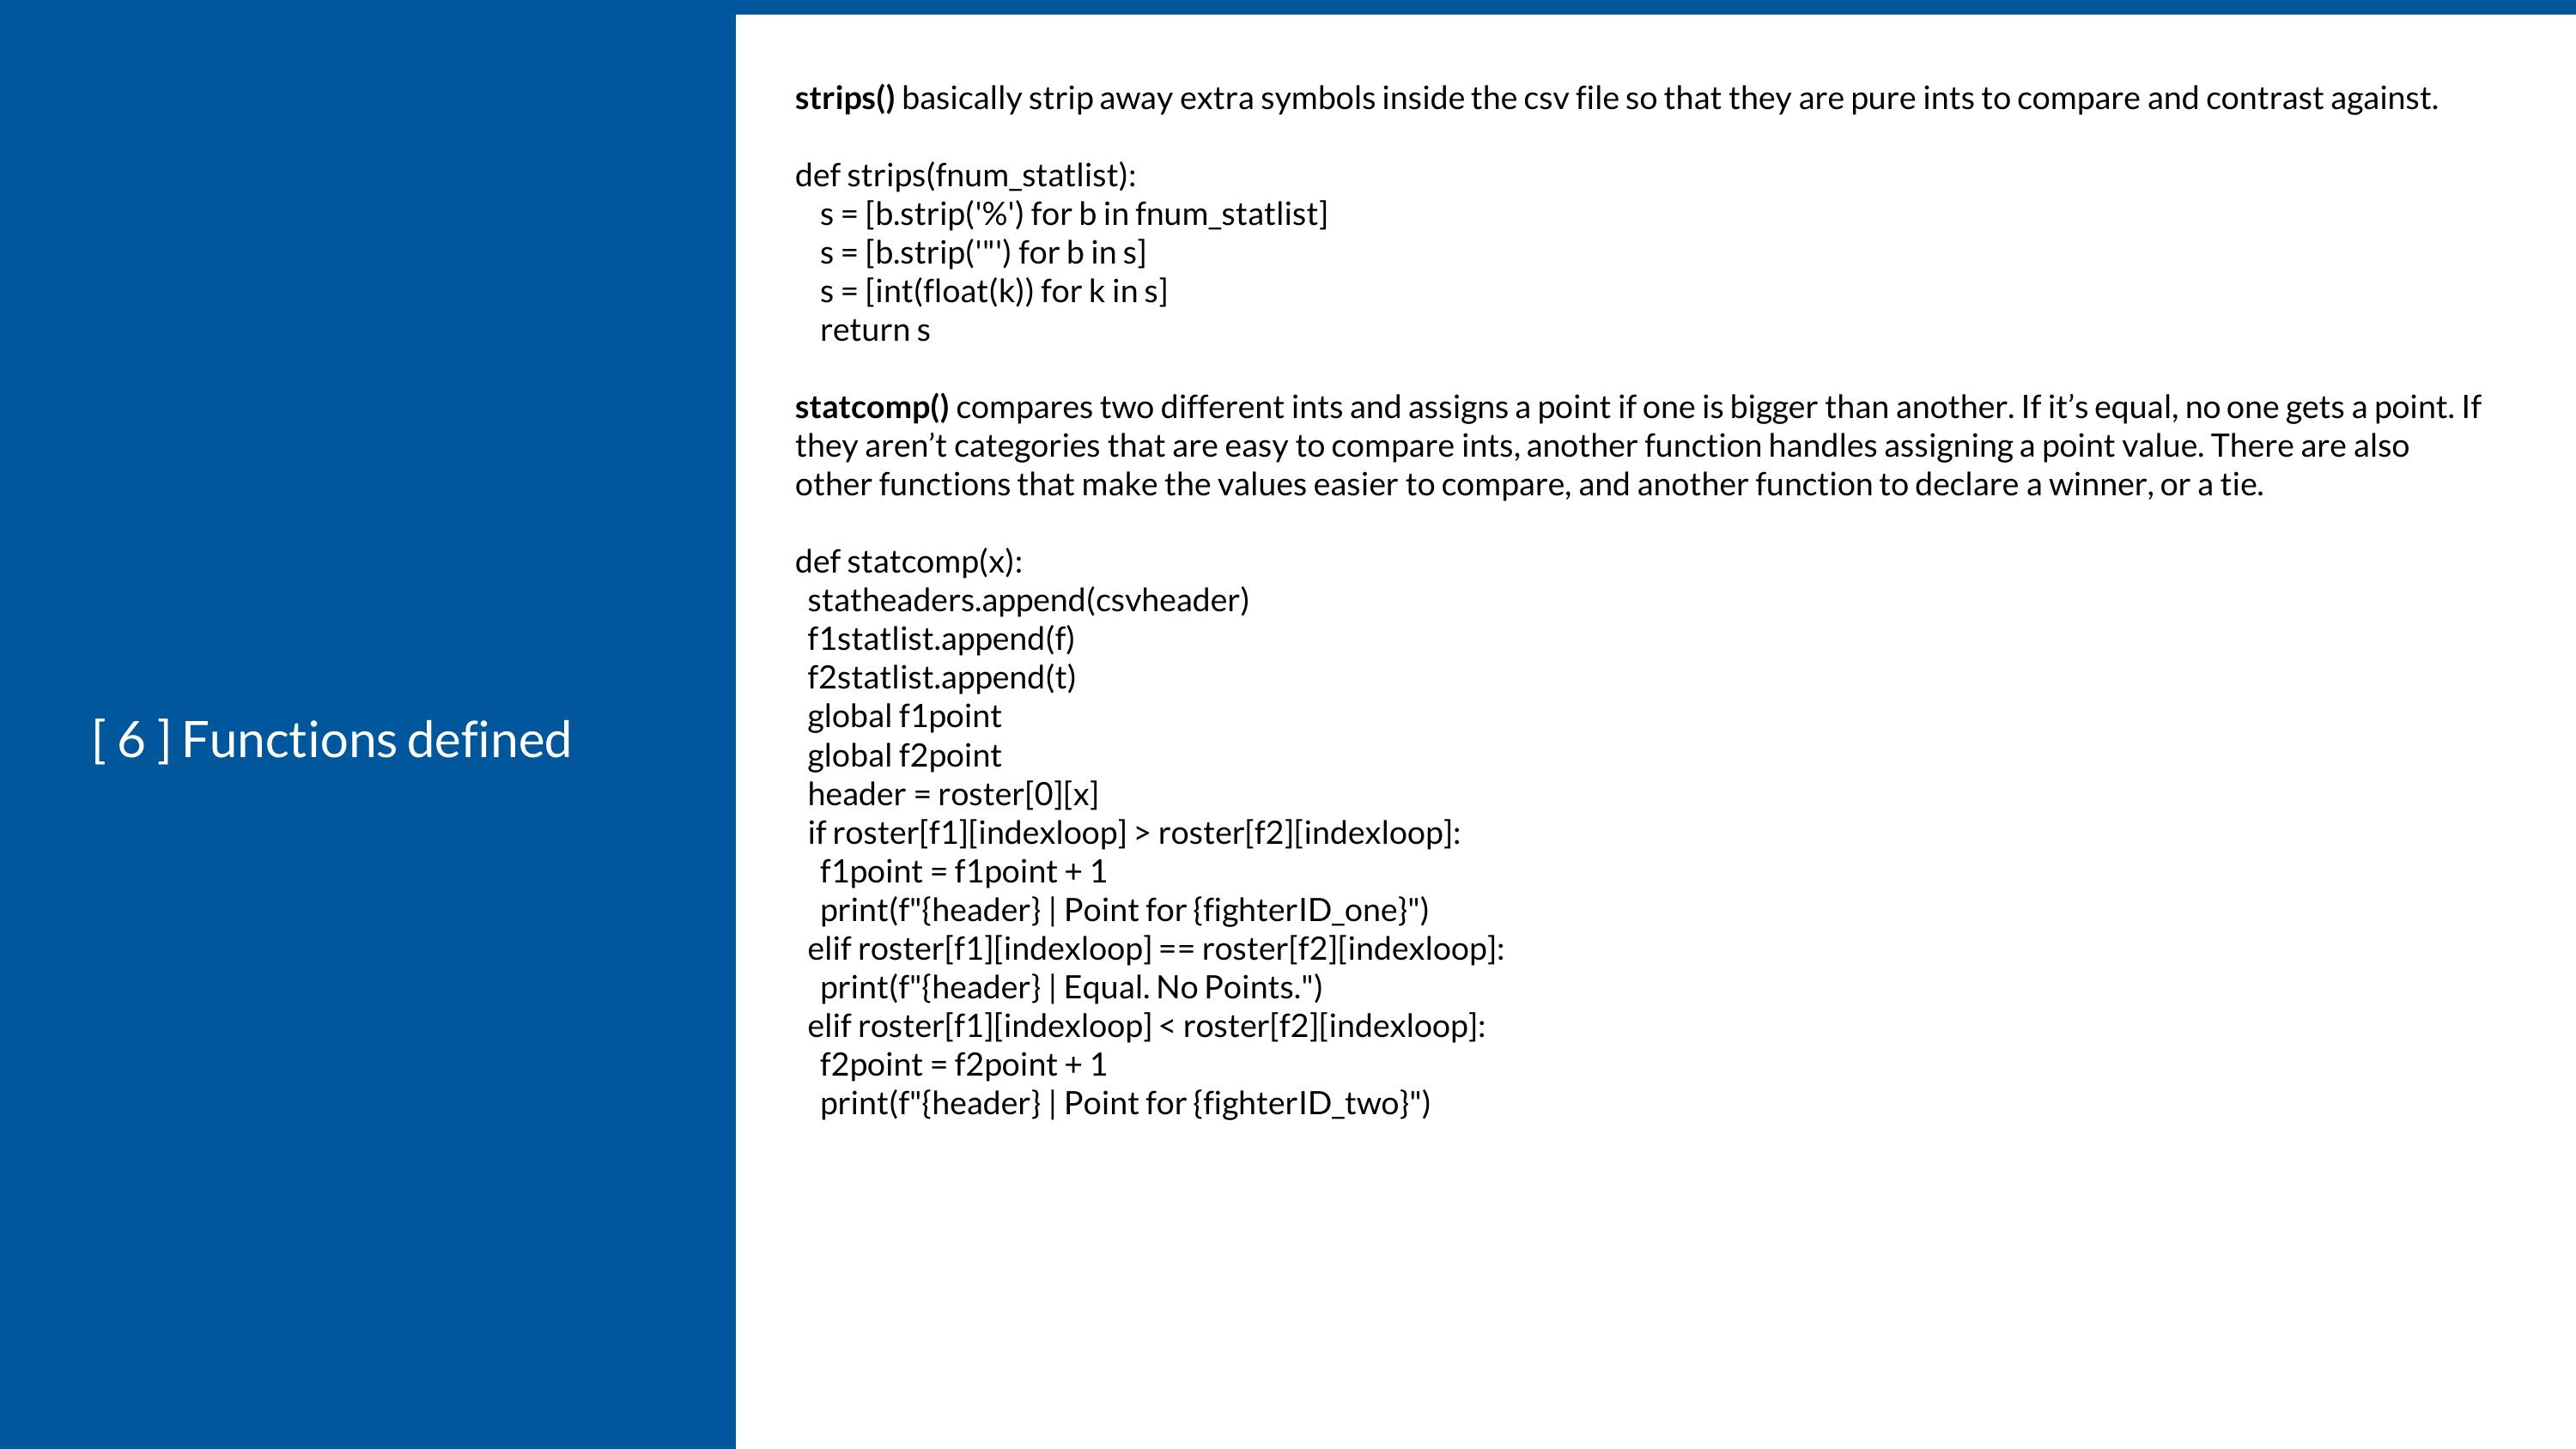 [ 6 ] Functions defined
strips() basically strip away extra symbols inside the csv file so that they are pure ints to compare and contrast against.
def strips(fnum_statlist):
    s = [b.strip('%') for b in fnum_statlist]
    s = [b.strip('"') for b in s]
    s = [int(float(k)) for k in s]
    return s
statcomp() compares two different ints and assigns a point if one is bigger than another. If it’s equal, no one gets a point. If
they aren’t categories that are easy to compare ints, another function handles assigning a point value. There are also
other functions that make the values easier to compare, and another function to declare a winner, or a tie.
def statcomp(x):
  statheaders.append(csvheader)
  f1statlist.append(f)
  f2statlist.append(t)
  global f1point
  global f2point
  header = roster[0][x]
  if roster[f1][indexloop] > roster[f2][indexloop]:
    f1point = f1point + 1
    print(f"{header} | Point for {fighterID_one}")
  elif roster[f1][indexloop] == roster[f2][indexloop]:
    print(f"{header} | Equal. No Points.")
  elif roster[f1][indexloop] < roster[f2][indexloop]:
    f2point = f2point + 1
    print(f"{header} | Point for {fighterID_two}")